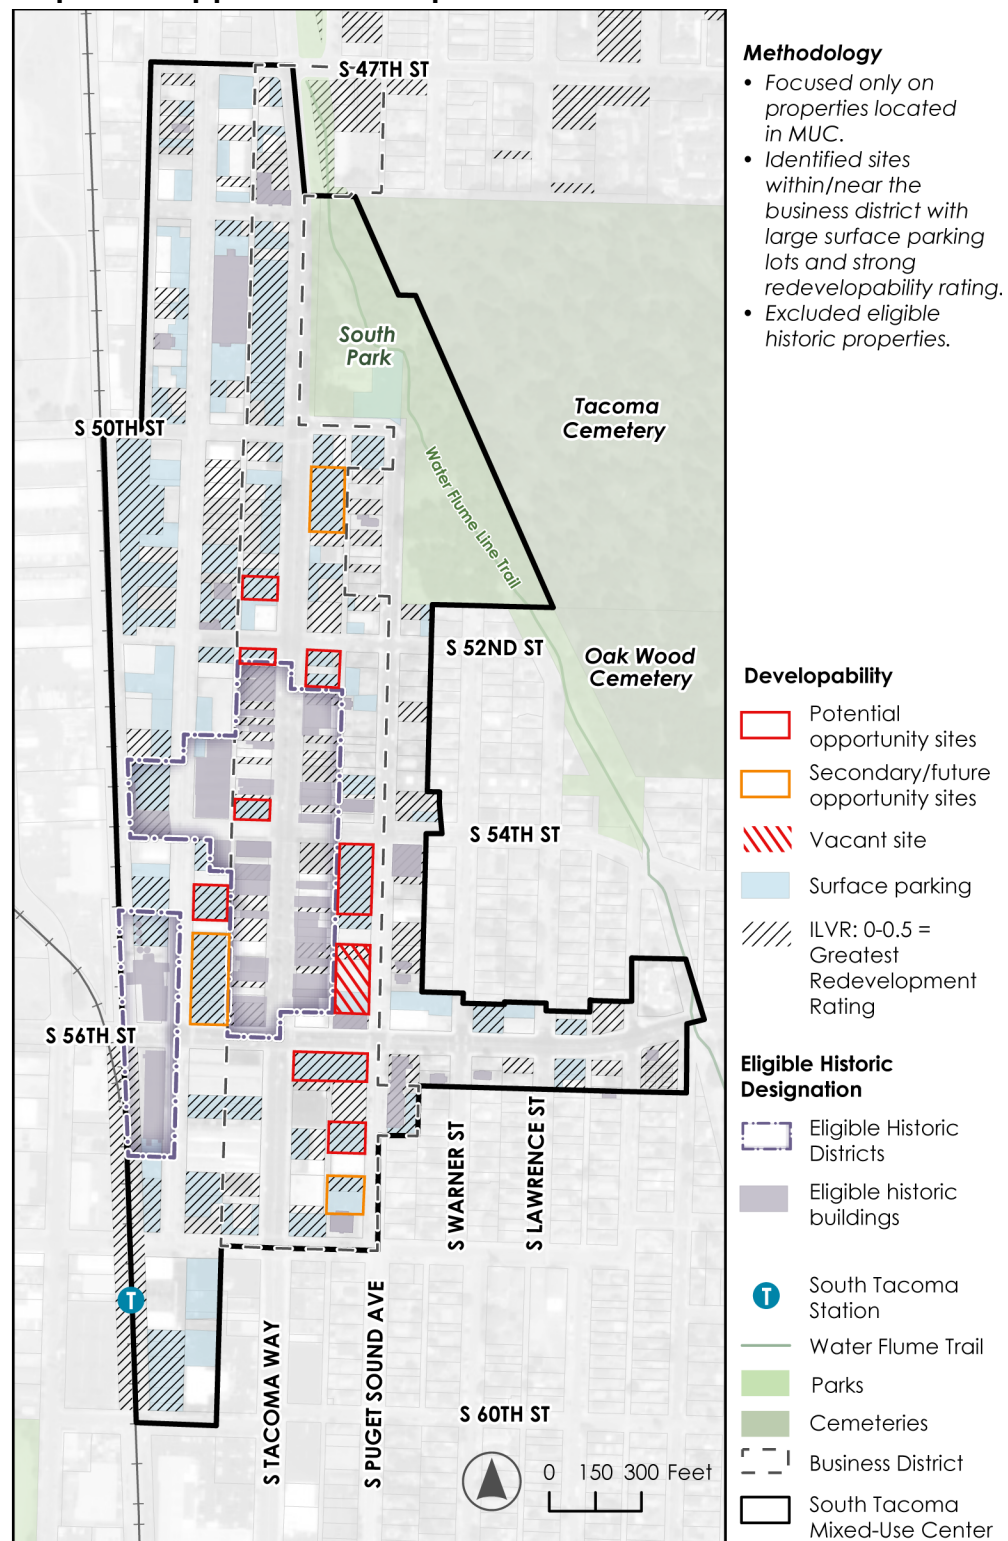 S 47TH ST
South
Park
Tacoma
Cemetery
S 50TH ST
Water Flume Line Trail
S 52ND ST
Oak Wood
Cemetery
S 54TH ST
S 56TH ST
S WARNER ST
S LAWRENCE ST
T
S TACOMA WAY
S PUGET SOUND AVE
S 60TH ST
0 150 300 Feet
Methodology
• Focused only on
properties located
in MUC.
• Identified sites
within/near the
business district with
large surface parking
lots and strong
redevelopability rating.
• Excluded eligible
historic properties.
Developability
Potential
opportunity sites
Secondary/future
opportunity sites
Vacant site
Surface parking
ILVR: 0-0.5 =
Greatest
Redevelopment
Rating
Eligible Historic
Designation
Eligible Historic
Districts
Eligible historic
buildings
T
South Tacoma
Station
Water Flume Trail
Parks
Cemeteries
Business District
South Tacoma
Mixed-Use Center